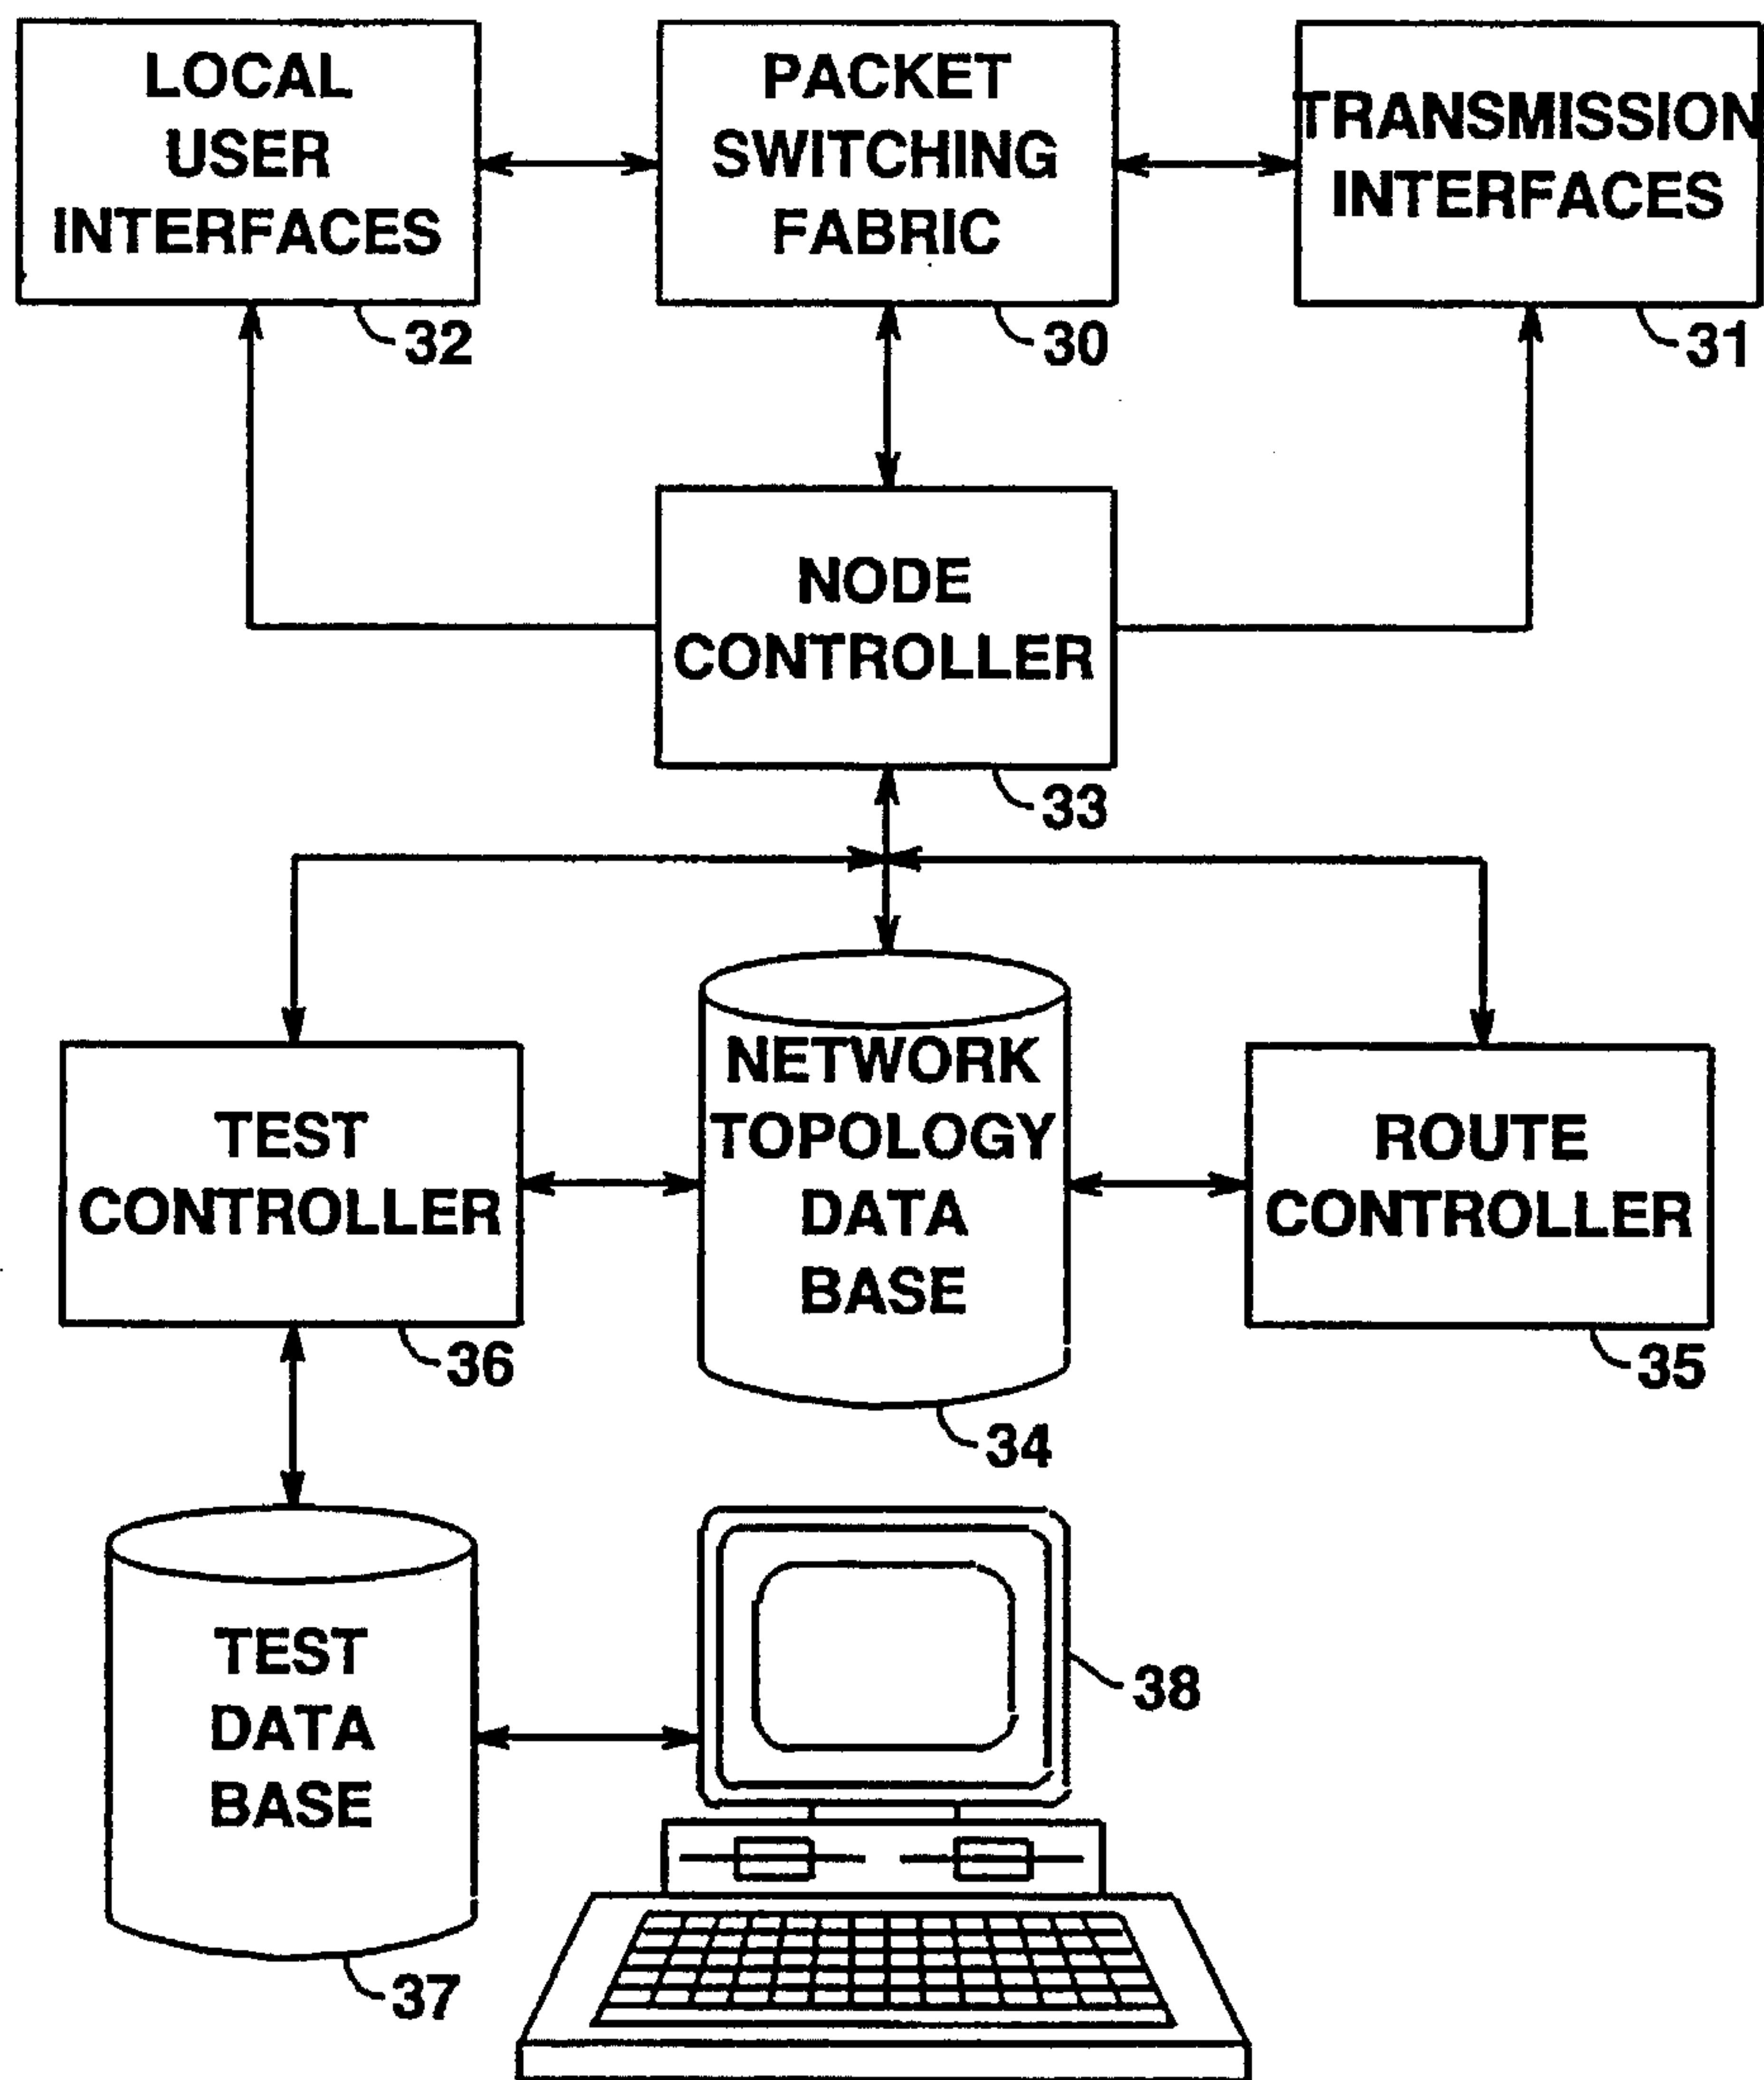 LOCAL
USER
INTERFACES
32
PACKET
SWITCHING
FABRIC
30
TRANSMISSION
INTERFACES
31
NODE
CONTROLLER
33
TEST
CONTROLLER
36
NETWORK
TOPOLOGY
DATA
BASE
34
ROUTE
CONTROLLER
35
TEST
DATA
BASE
37
38